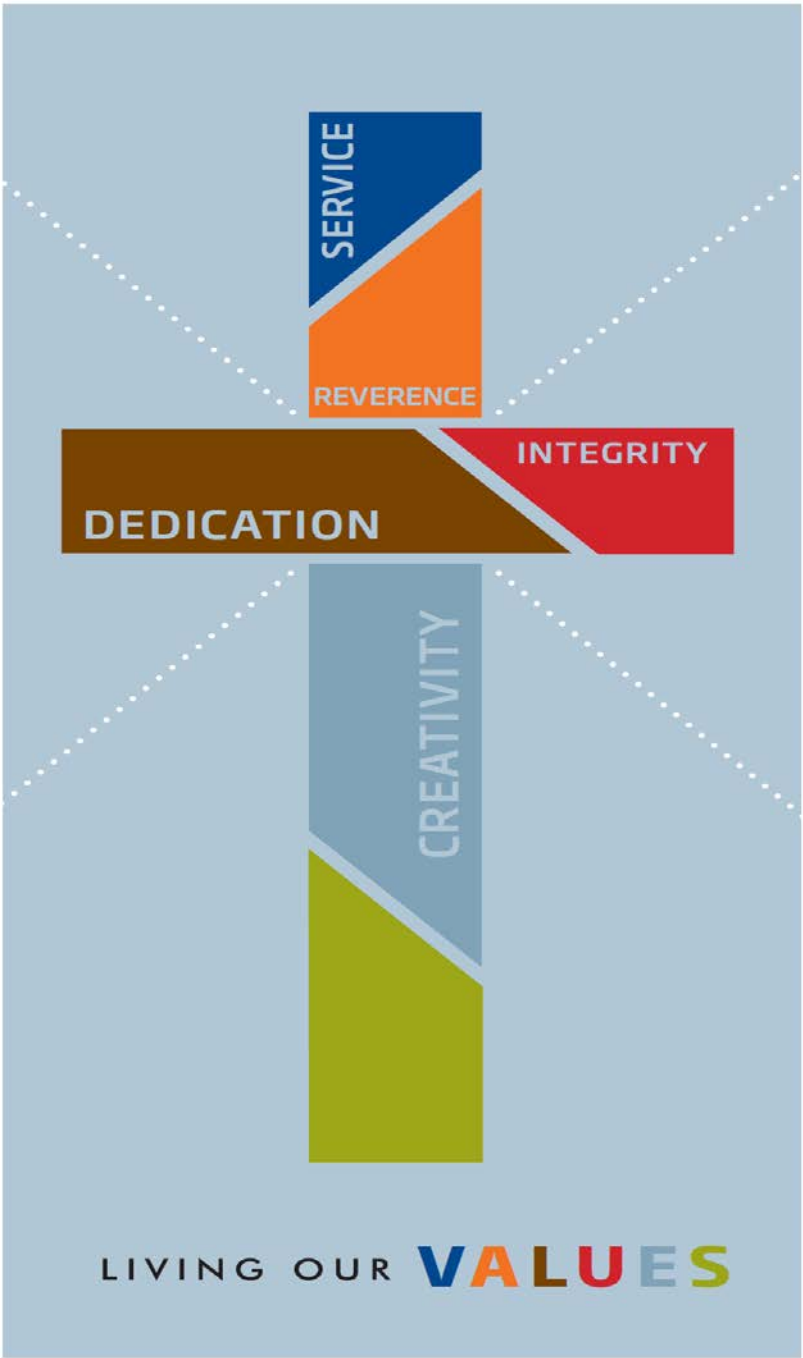 SERVICE
REVERENCE
INTEGRITY
DEDICATION
CREATIVITY
LIVING OUR VALUES